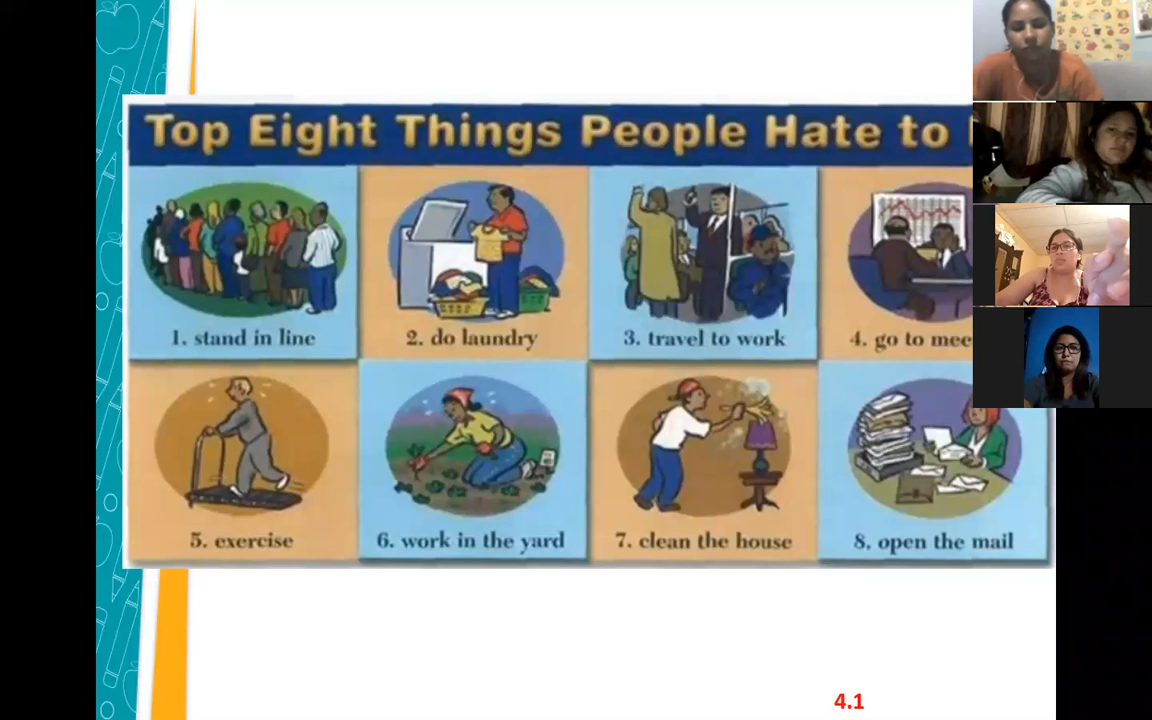 Top Eight Things People Hate to
1. stand in line
2. do laundry
3. travel to work
4. go to mee
5. exercise
6. work in the yard
7. clean the house
8. open the mail
4.1